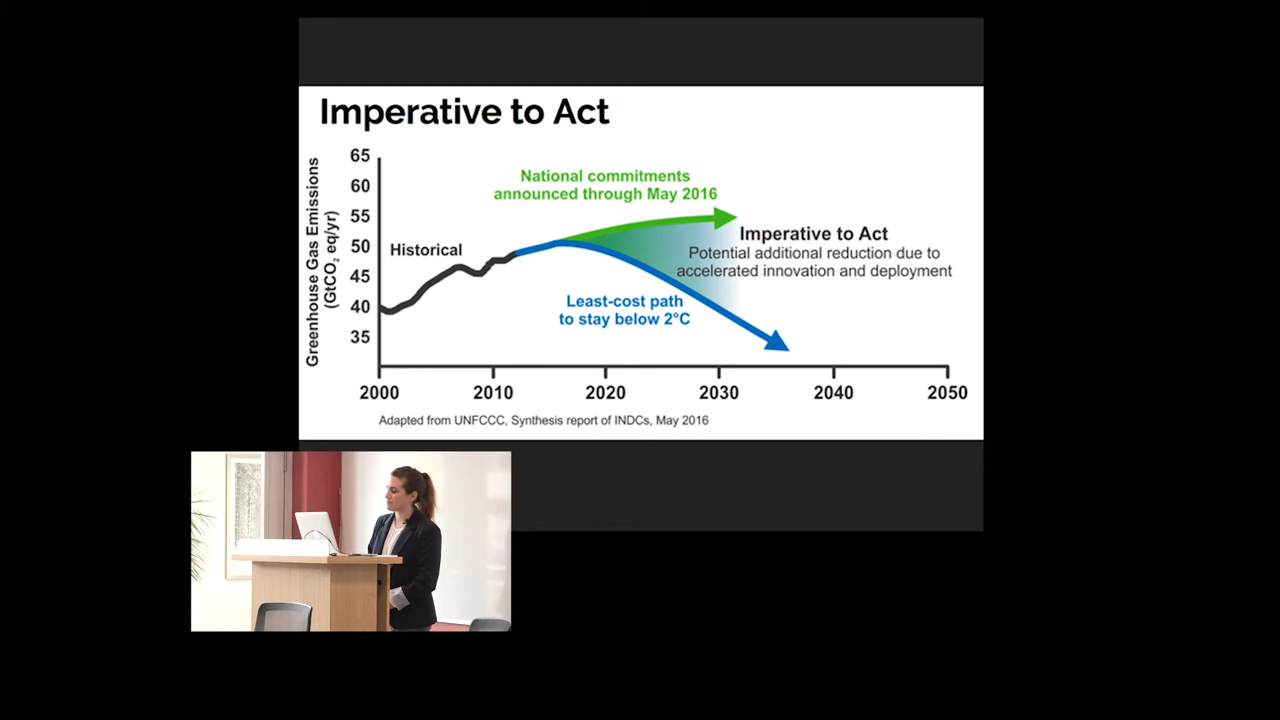 Imperative to Act
Greenhouse Gas Emissions
(GtCO₂ eq/yr)
65
60
55
50
45
40
35
National commitments
announced through May 2016
Historical
Imperative to Act
Potential additional reduction due to
accelerated innovation and deployment
Least-cost path
to stay below 2°C
2000 2010 2020 2030 2040 2050
Adapted from UNFCCC, Synthesis report of INDCs, May 2016